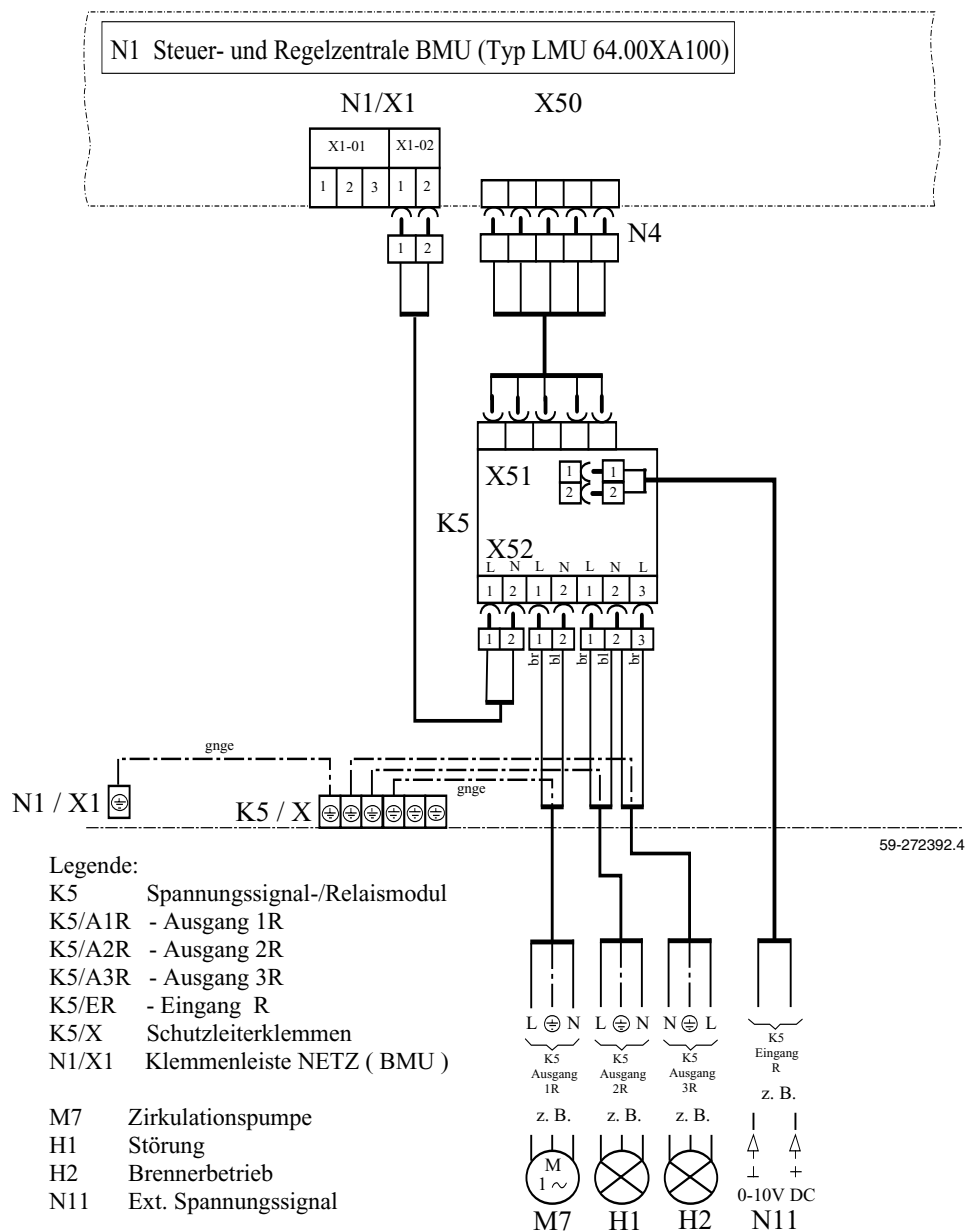 N1 Steuer- und Regelzentrale BMU (Typ LMU 64.00XA100)
N1/X1 X50
X1-01 X1-02
1 2 3 1 2
N4
1 2
X51 1 1
2 2
K5
X52
L N L N L N L
1 2 1 2 1 2 3
1 2 1 2 1 2 3
br bl br bl br
gnge
gnge
N1 / X1
K5 / X
59-272392.4
Legende:
K5 Spannungssignal-/Relaismodul
K5/A1R - Ausgang 1R
K5/A2R - Ausgang 2R
K5/A3R - Ausgang 3R
K5/ER - Eingang R
K5/X Schutzleiterklemmen
N1/X1 Klemmenleiste NETZ ( BMU )
M7 Zirkulationspumpe
H1 Störung
H2 Brennerbetrieb
N11 Ext. Spannungssignal
L N L N N L
K5 Ausgang 1R
K5 Ausgang 2R
K5 Ausgang 3R
K5 Eingang R
z. B. z. B. z. B. z. B.
M
1 ~
⊥ +
0-10V DC
M7 H1 H2 N11